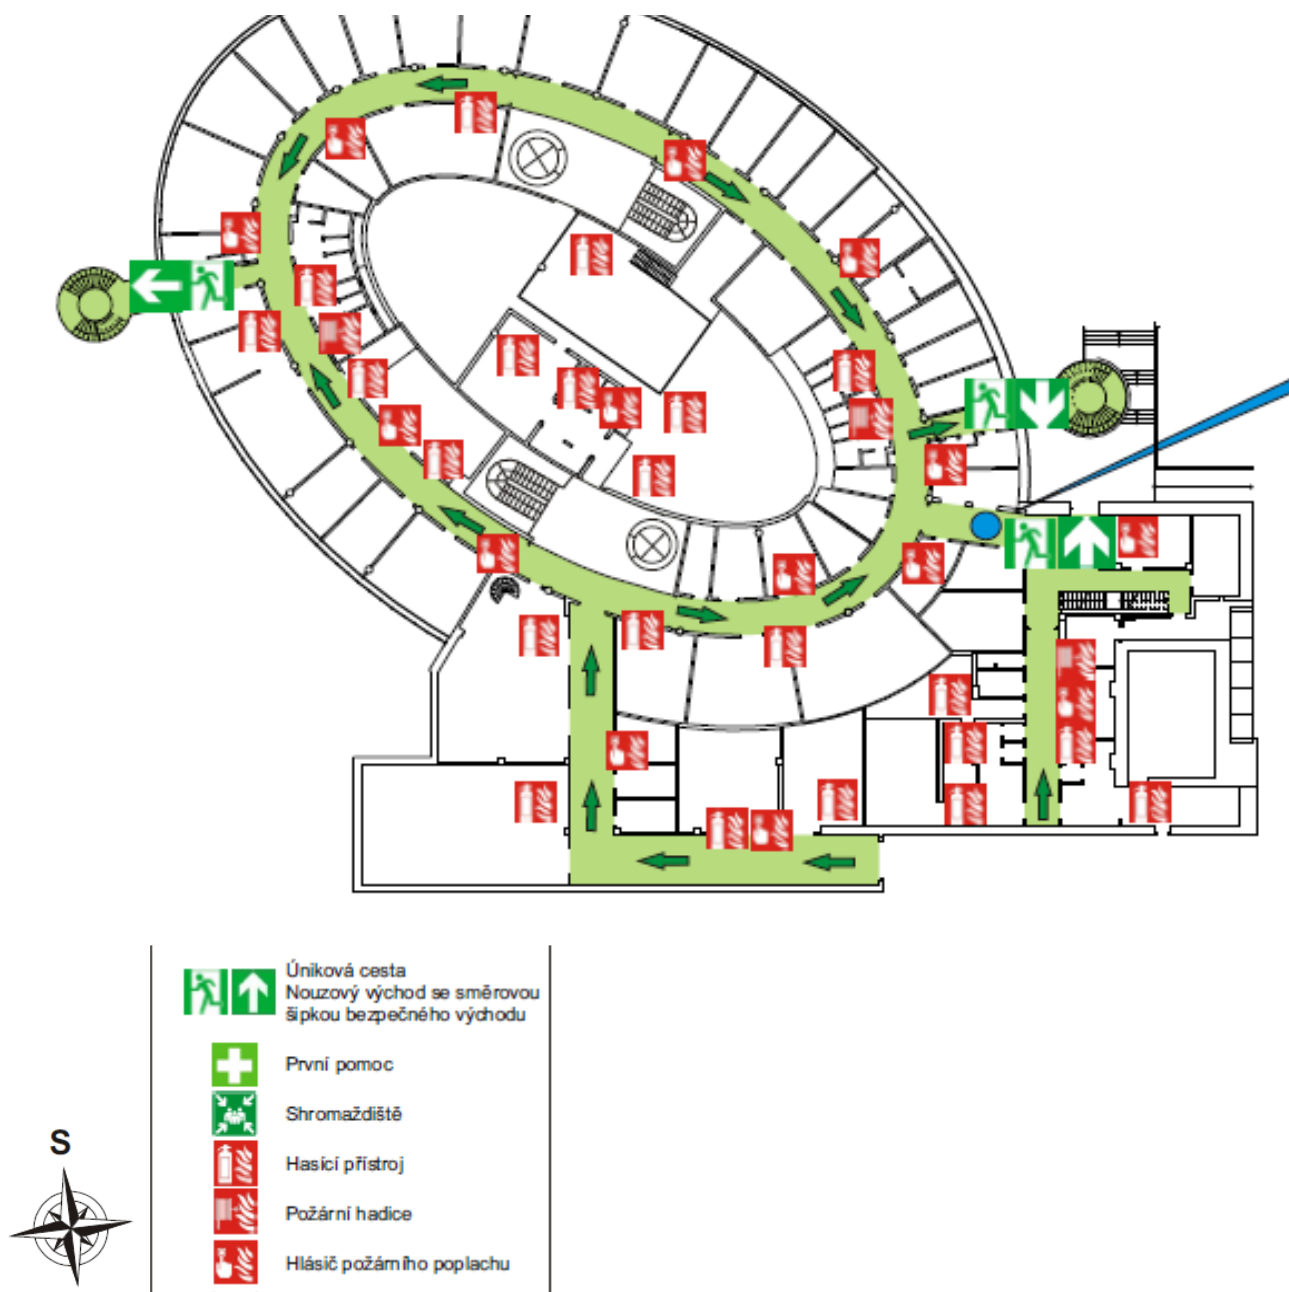 Úniková cesta
Nouzový východ se směrovou
šipkou bezpečného východu
První pomoc
Shromaždiště
S
Hasící přístroj
Požární hadice
Hlásič požárního poplachu